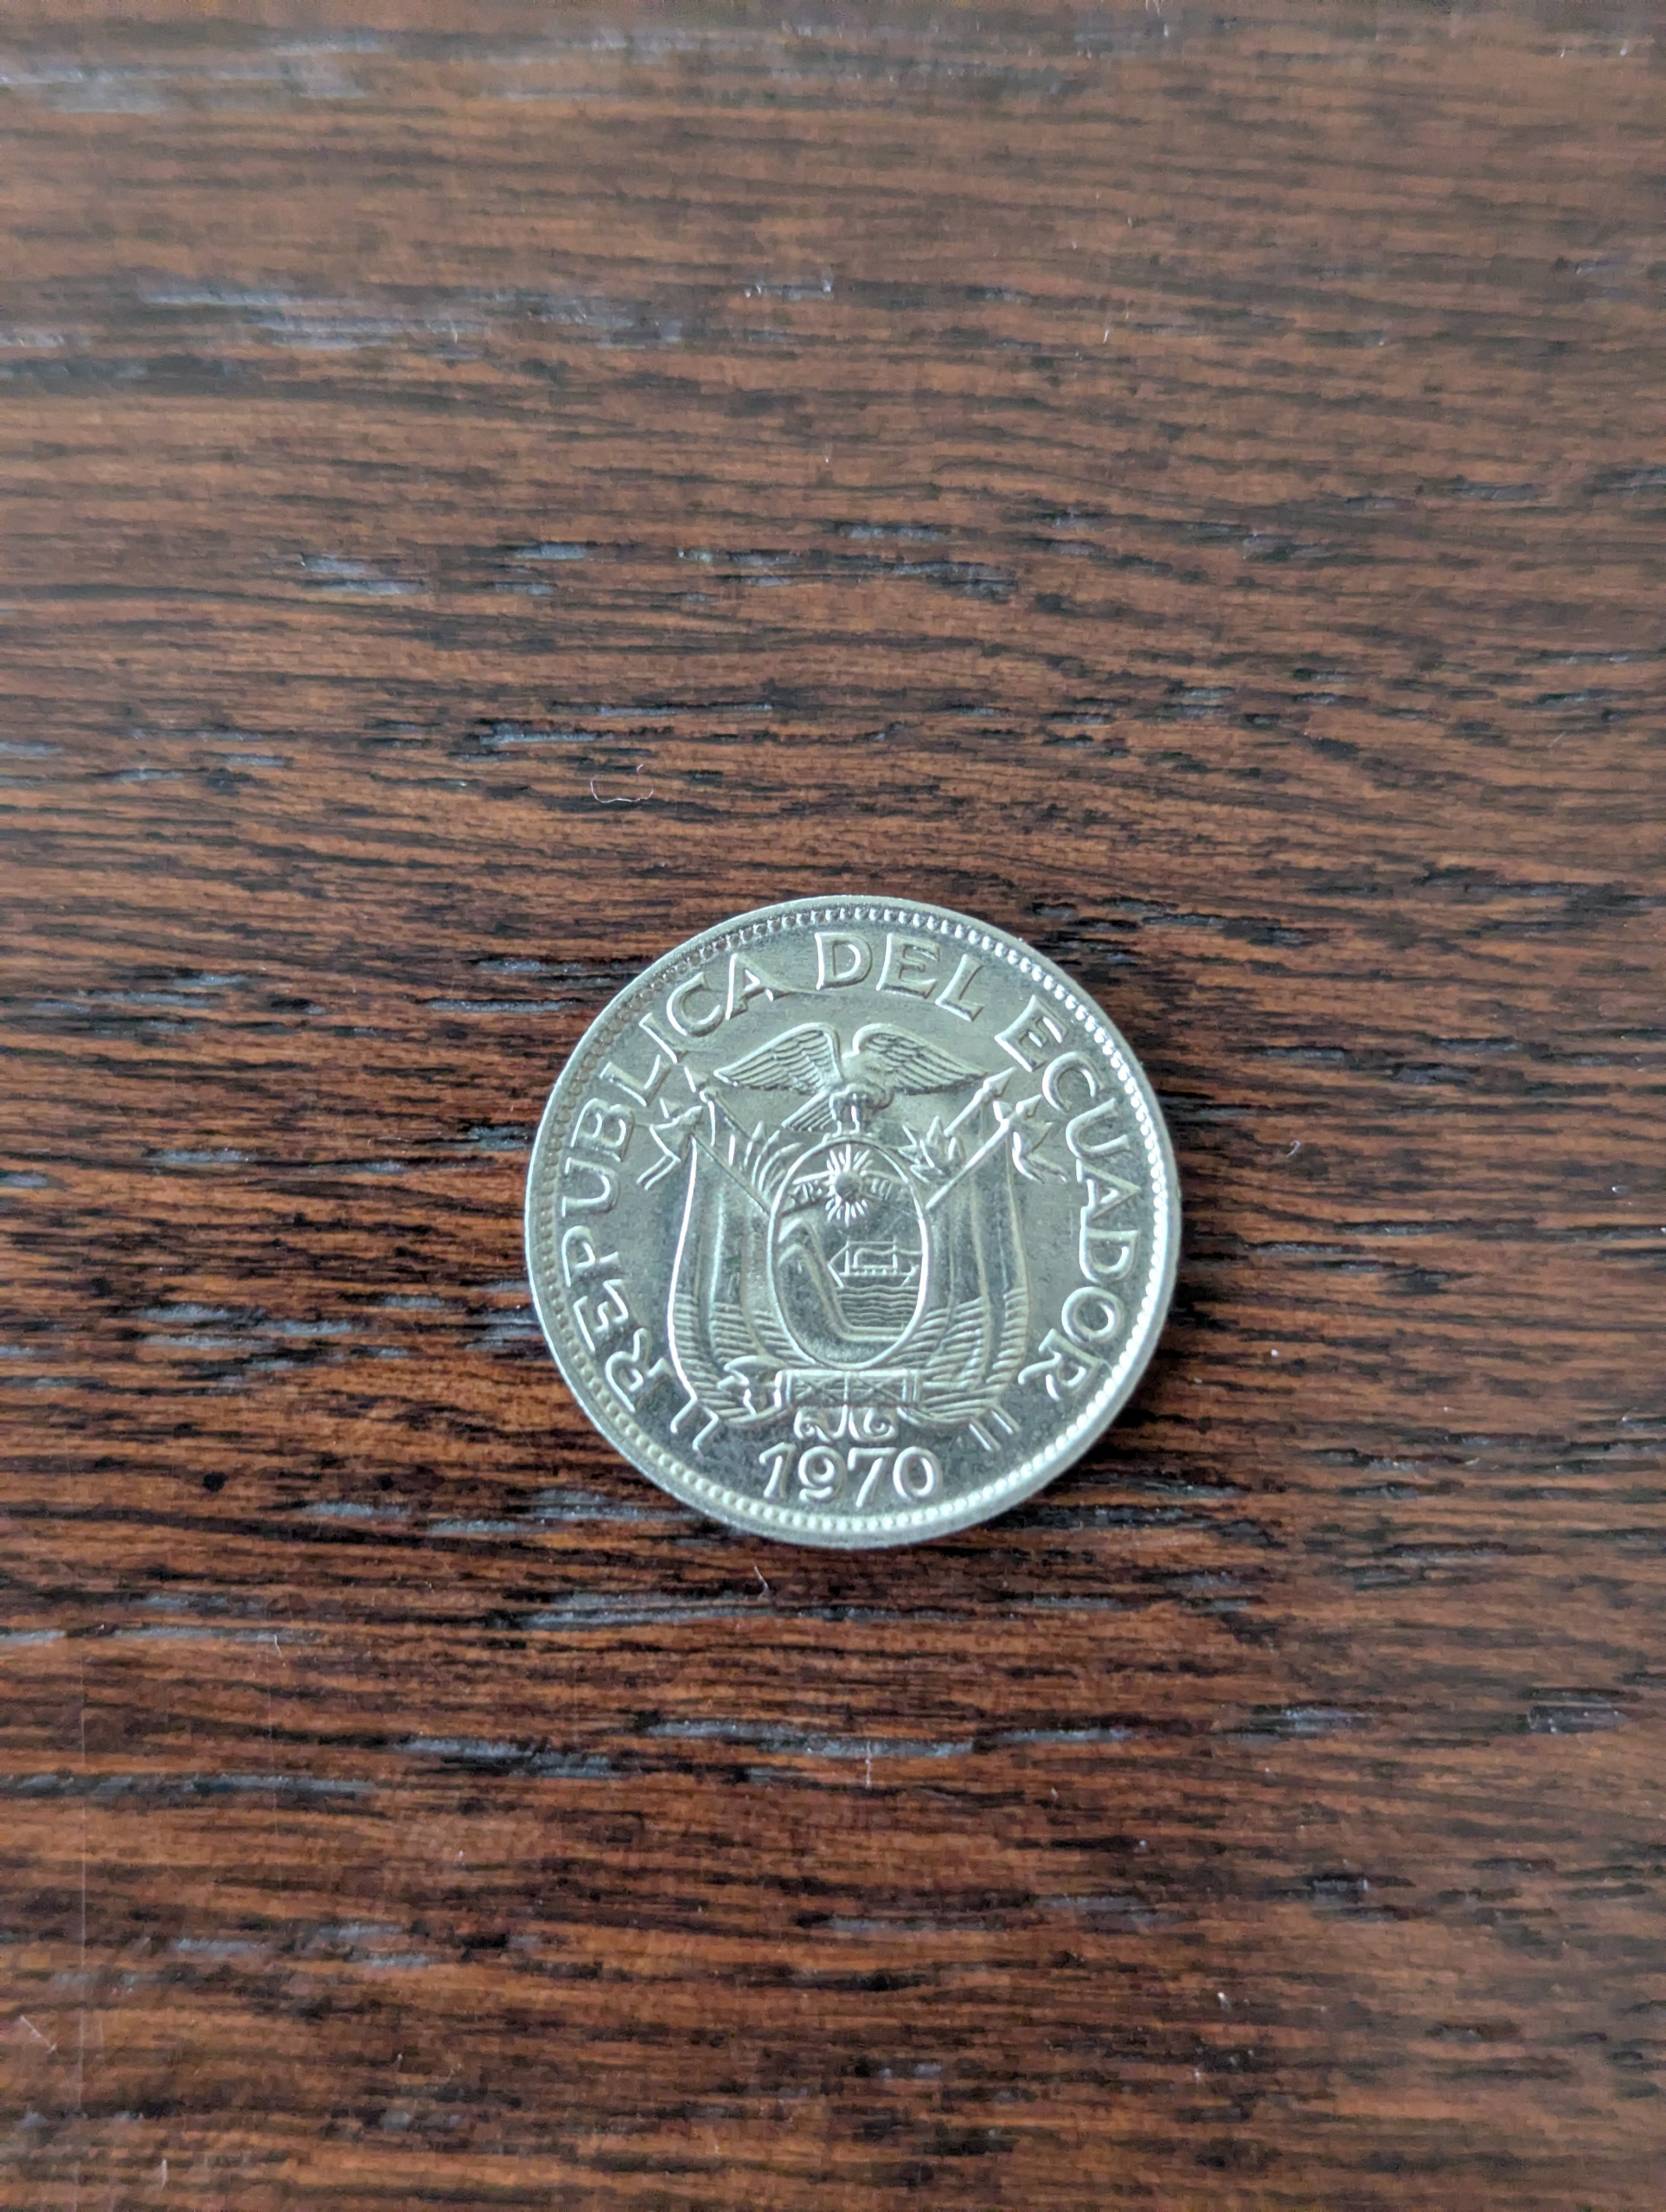 REPUBLICA DEL ECUADOR
1970